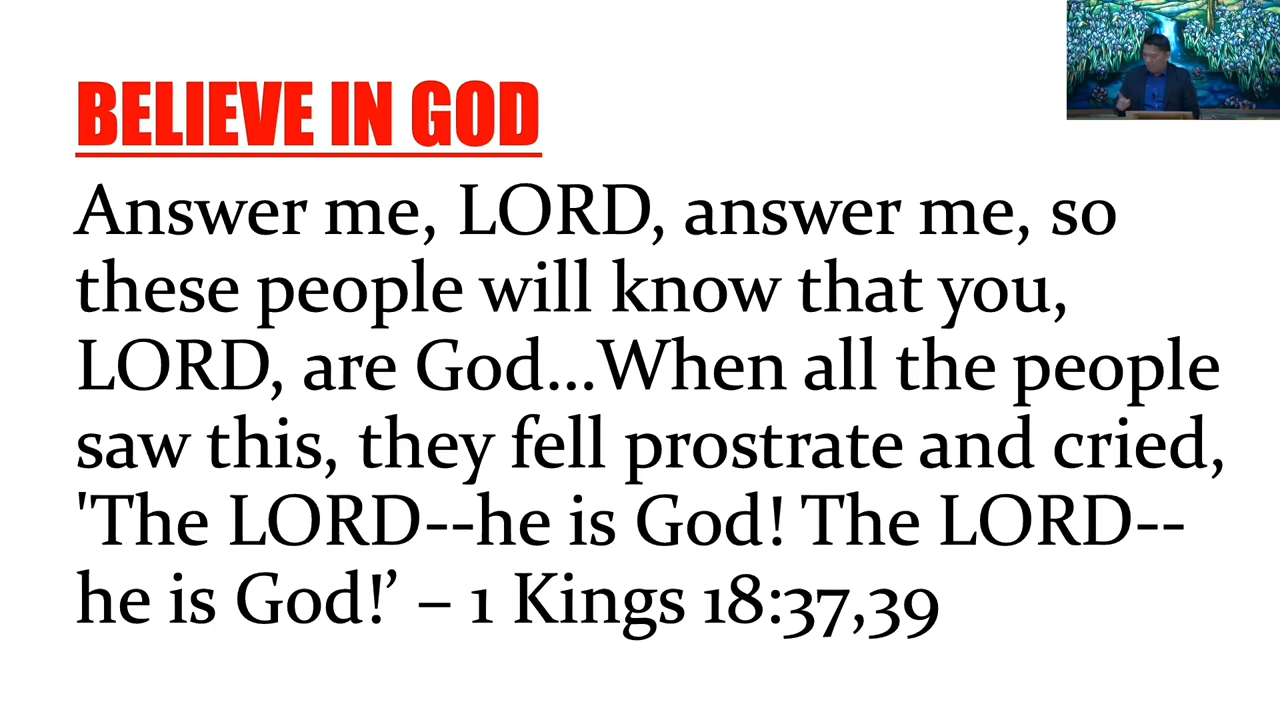 BELIEVE IN GOD
Answer me, LORD, answer me, so
these people will know that you,
LORD, are God...When all the people
saw this, they fell prostrate and cried,
'The LORD--he is God! The LORD--
he is God!’ – 1 Kings 18:37,39